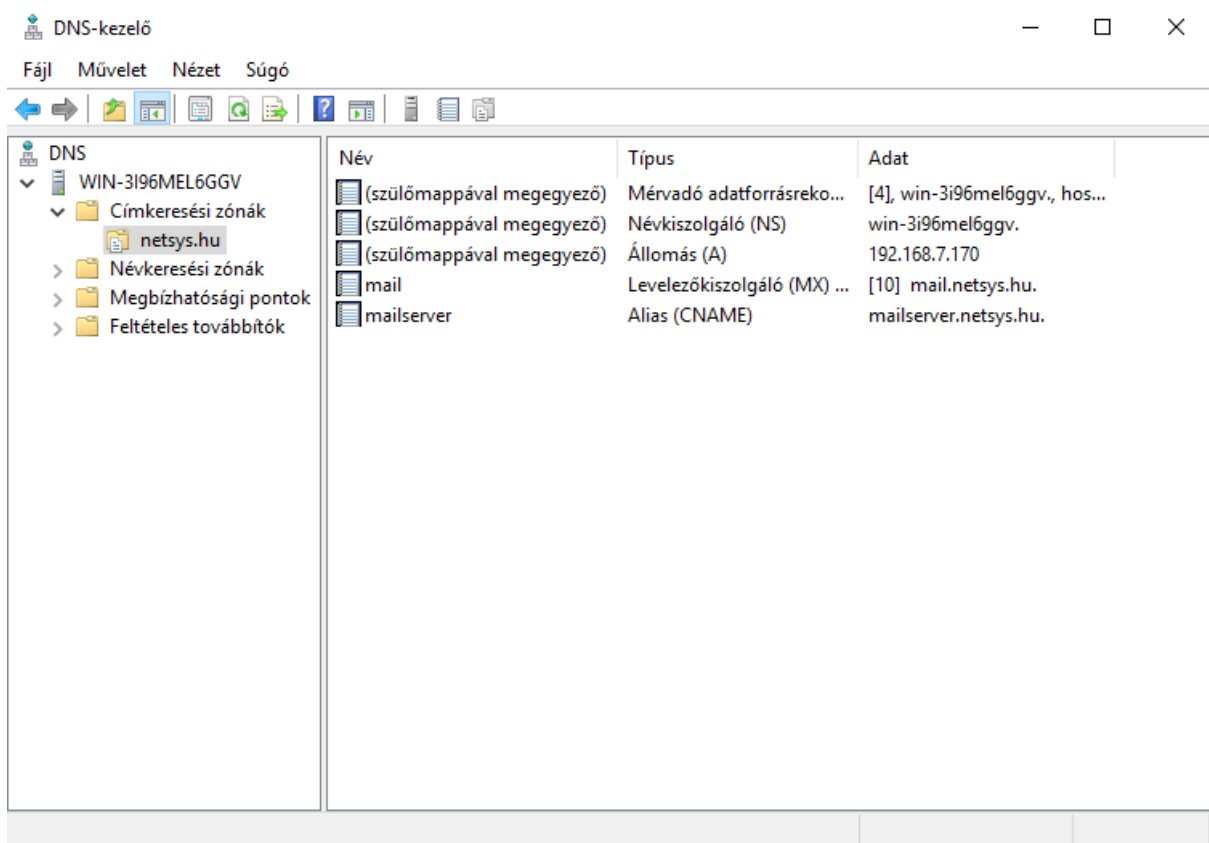 DNS-kezelő
Fájl Művelet Nézet Súgó
DNS
WIN-3I96MEL6GGV
Címkeresési zónák
netsys.hu
Névkeresési zónák
Megbízhatósági pontok
Feltételes továbbítók
Név Típus Adat
(szülőmappával megegyező) Mérvadó adatforrásreko... [4], win-3i96mel6ggv., hos...
(szülőmappával megegyező) Névkiszolgáló (NS) win-3i96mel6ggv.
(szülőmappával megegyező) Állomás (A) 192.168.7.170
mail Levelezőkiszolgáló (MX) ... [10] mail.netsys.hu.
mailserver Alias (CNAME) mailserver.netsys.hu.